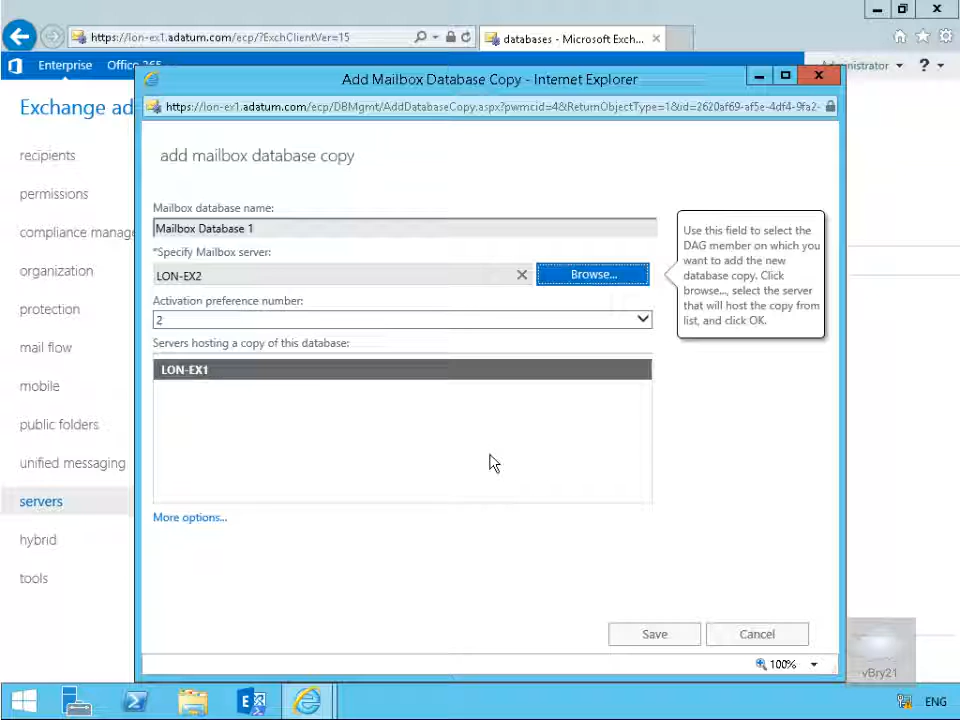 https://lon-ex1.adatum.com/ecp/?ExchClientVer=15
databases - Microsoft Exch...
Enterprise
Office 365
Administrator
?
Add Mailbox Database Copy - Internet Explorer
https://lon-ex1.adatum.com/ecp/DBMgmt/AddDatabaseCopy.aspx?pwmcid=4&ReturnObjectType=1&id=2620af69-af5e-4df4-9fa2-
Exchange ad
recipients
permissions
compliance manage
organization
protection
mail flow
mobile
public folders
unified messaging
servers
hybrid
tools
add mailbox database copy
Mailbox database name:
Mailbox Database 1
*Specify Mailbox server:
LON-EX2
Browse...
Activation preference number:
2
Servers hosting a copy of this database:
LON-EX1
More options...
Use this field to select the
DAG member on which you
want to add the new
database copy. Click
browse..., select the server
that will host the copy from
list, and click OK.
Save
Cancel
100%
vBry21
ENG